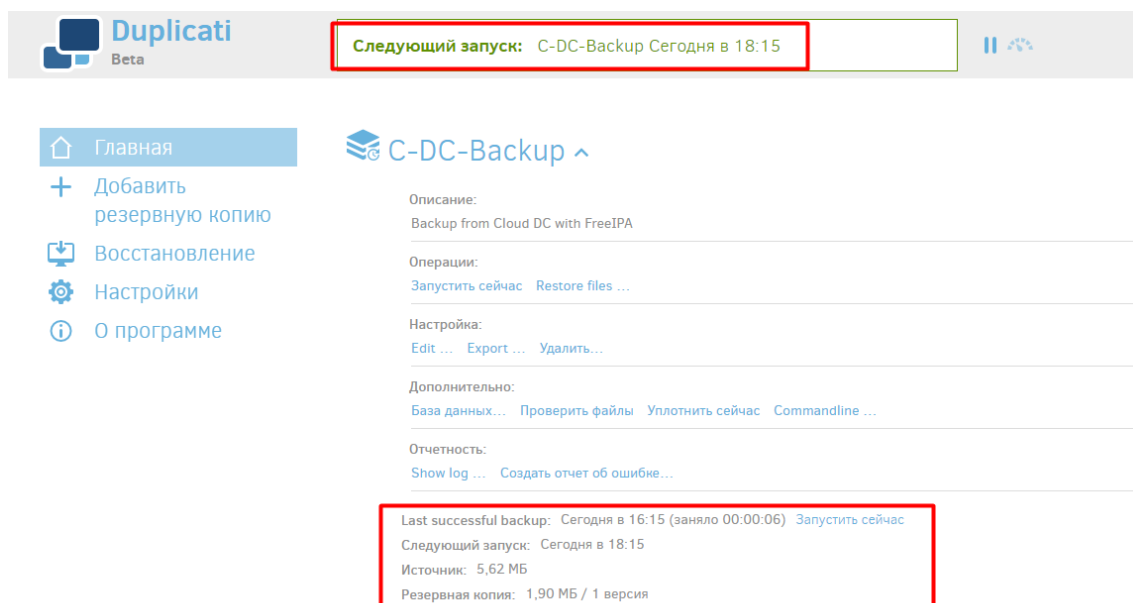 Duplicati
Beta
Следующий запуск: C-DC-Backup Сегодня в 18:15
Главная
Добавить
резервную копию
Восстановление
Настройки
О программе
C-DC-Backup
Описание:
Backup from Cloud DC with FreeIPA
Операции:
Запустить сейчас Restore files ...
Настройка:
Edit ... Export ... Удалить...
Дополнительно:
База данных... Проверить файлы Уплотнить сейчас Commandline ...
Отчетность:
Show log ... Создать отчет об ошибке...
Last successful backup: Сегодня в 16:15 (заняло 00:00:06) Запустить сейчас
Следующий запуск: Сегодня в 18:15
Источник: 5,62 МБ
Резервная копия: 1,90 МБ / 1 версия